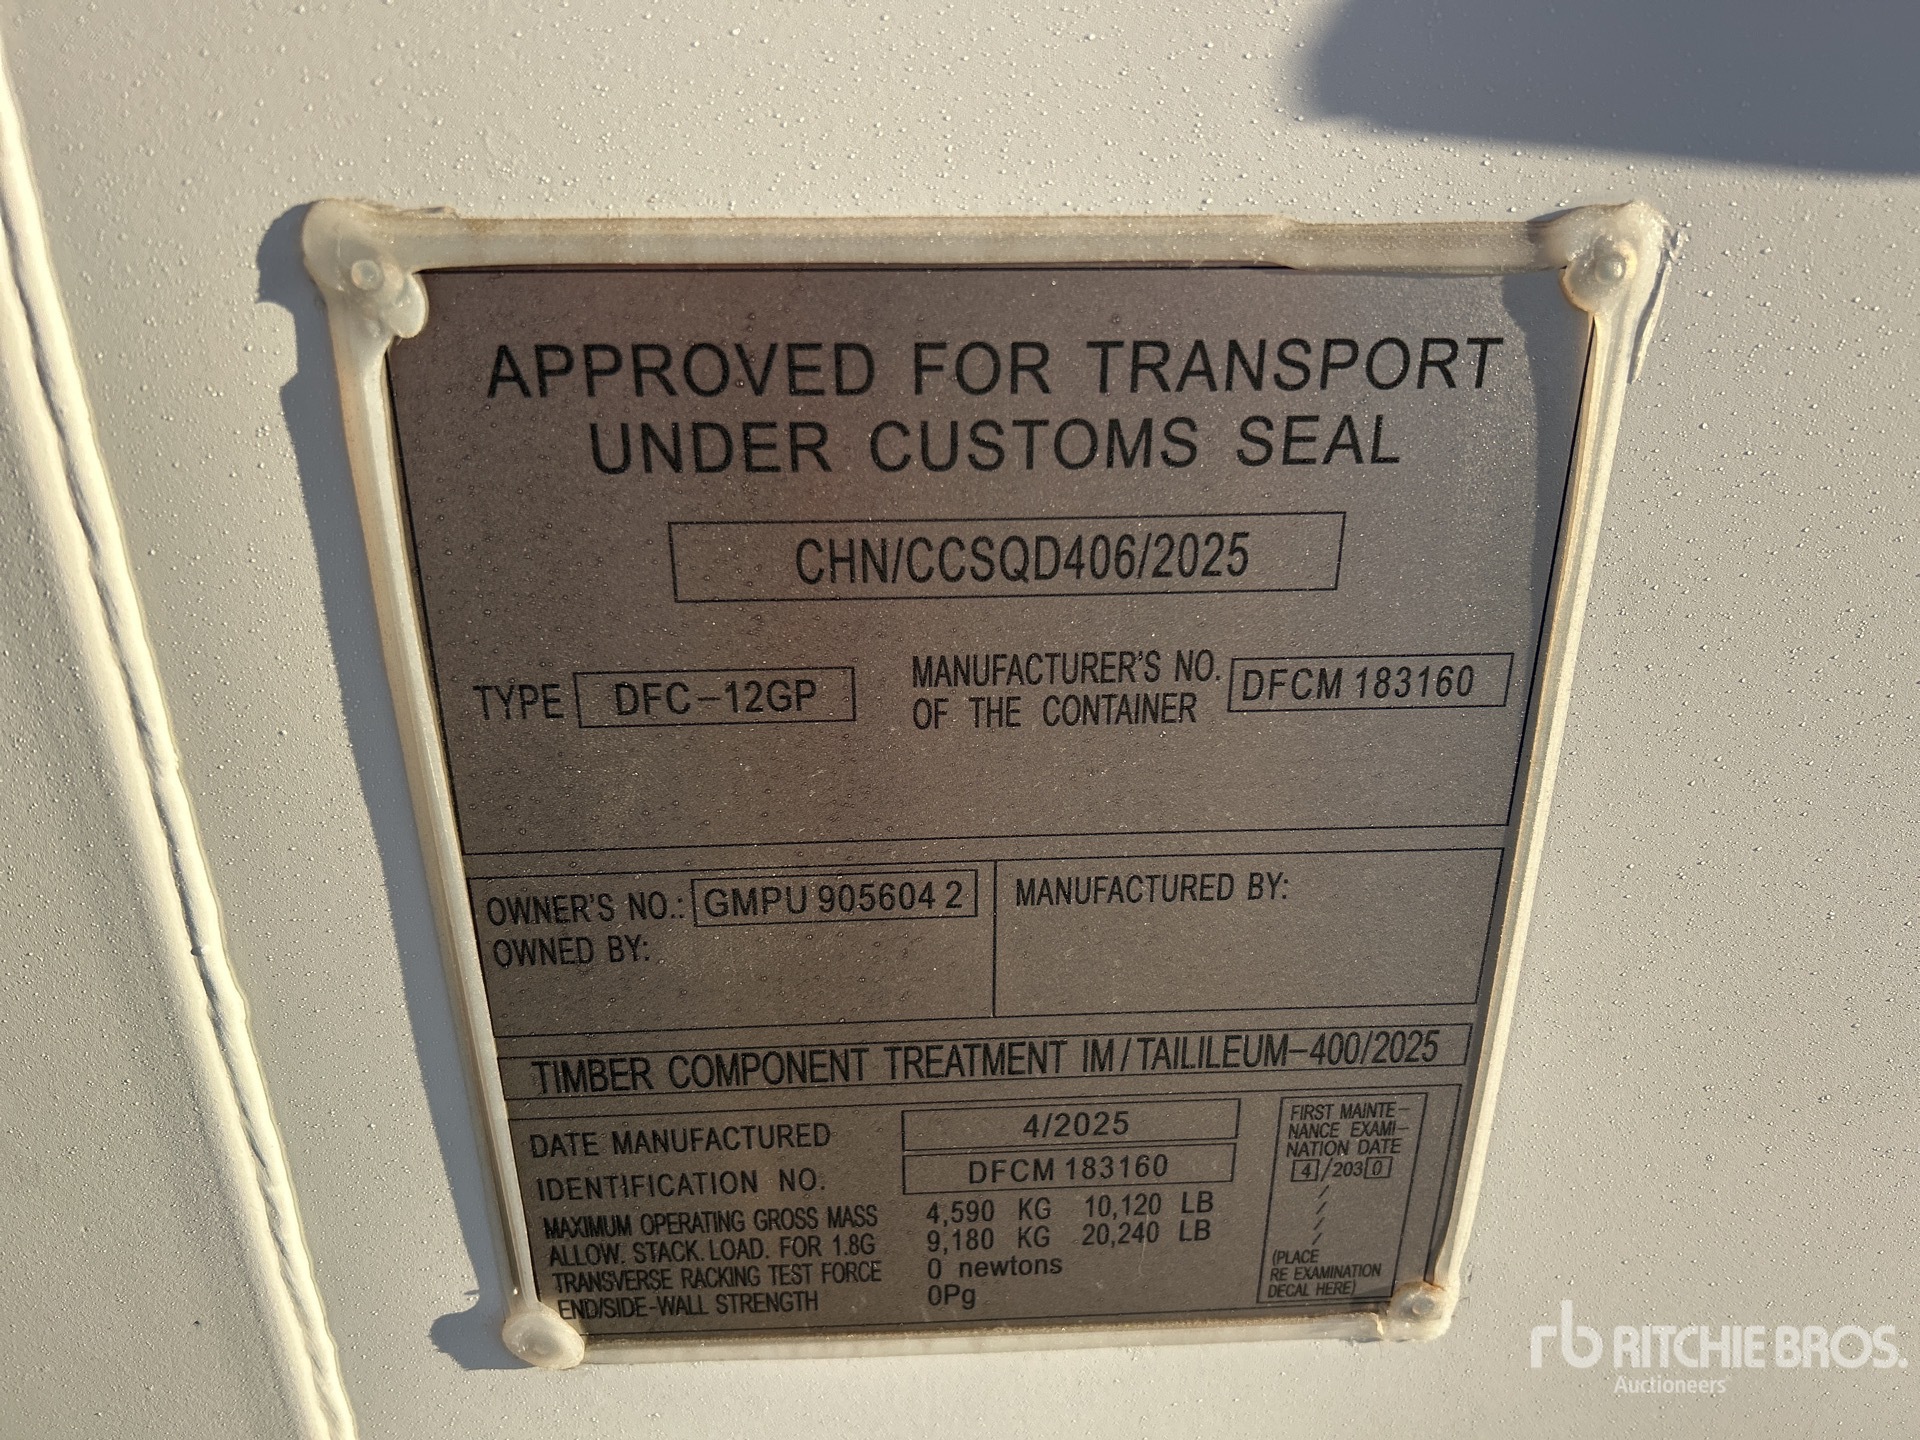 APPROVED FOR TRANSPORT
UNDER CUSTOMS SEAL
CHN/CCSQD406/2025
TYPE DFC-12GP
MANUFACTURER'S NO. OF THE CONTAINER DFCM 183160
OWNER'S NO.: GMPU 905604 2
OWNED BY:
MANUFACTURED BY:
TIMBER COMPONENT TREATMENT IM/TAILILEUM-400/2025
DATE MANUFACTURED 4/2025
IDENTIFICATION NO. DFCM 183160
MAXIMUM OPERATING GROSS MASS 4,590 KG 10,120 LB
ALLOW. STACK. LOAD. FOR 1.8G 9,180 KG 20,240 LB
TRANSVERSE RACKING TEST FORCE 0 newtons
END/SIDE-WALL STRENGTH 0Pg
FIRST MAINTE-
NANCE EXAMI-
NATION DATE
4/2030
/
/
/
/
(PLACE
RE EXAMINATION
DECAL HERE)
rb RITCHIE BROS.
Auctioneers